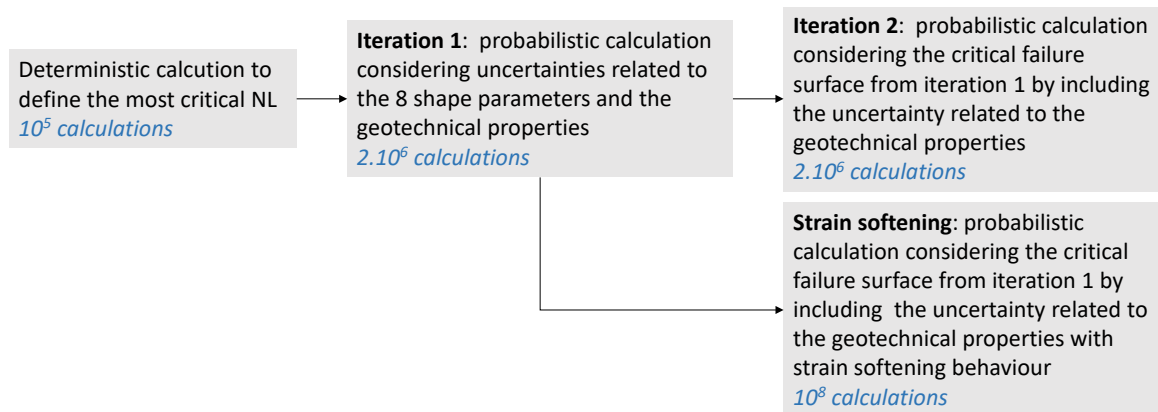 Deterministic calcution to
define the most critical NL
10⁵ calculations
Iteration 1:  probabilistic calculation
considering uncertainties related to
the 8 shape parameters and the
geotechnical properties
2.10⁶ calculations
Iteration 2:  probabilistic calculation
considering the critical failure
surface from iteration 1 by including
the uncertainty related to the
geotechnical properties
2.10⁶ calculations
Strain softening: probabilistic
calculation considering the critical
failure surface from iteration 1 by
including  the uncertainty related to
the geotechnical properties with
strain softening behaviour
10⁸ calculations